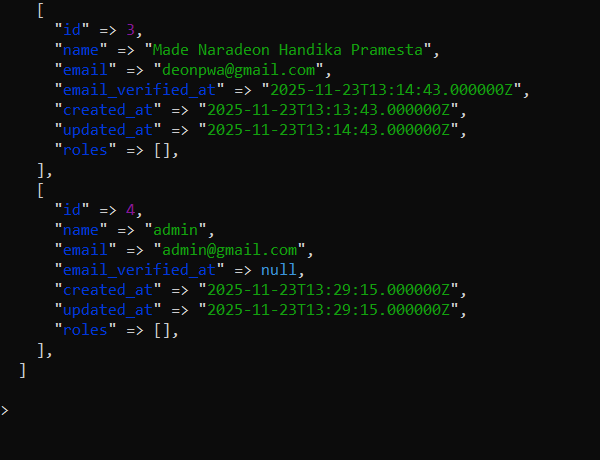 [
"id" => 3,
"name" => "Made Naradeon Handika Pramesta",
"email" => "deonpwa@gmail.com",
"email_verified_at" => "2025-11-23T13:14:43.000000Z",
"created_at" => "2025-11-23T13:13:43.000000Z",
"updated_at" => "2025-11-23T13:14:43.000000Z",
"roles" => [],
],
[
"id" => 4,
"name" => "admin",
"email" => "admin@gmail.com",
"email_verified_at" => null,
"created_at" => "2025-11-23T13:29:15.000000Z",
"updated_at" => "2025-11-23T13:29:15.000000Z",
"roles" => [],
],
]
>